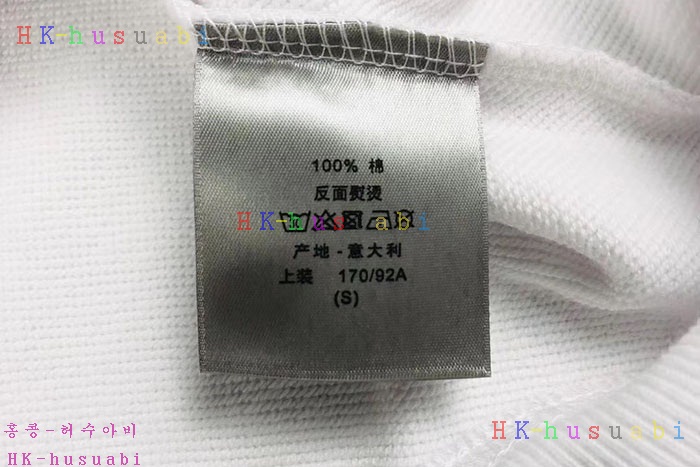 HK-husuabi
100% 棉
反面熨烫
HK-husuabi
产地 - 意大利
上装 170/92A
(S)
홍콩-허수아비
HK-husuabi
HK-husuabi